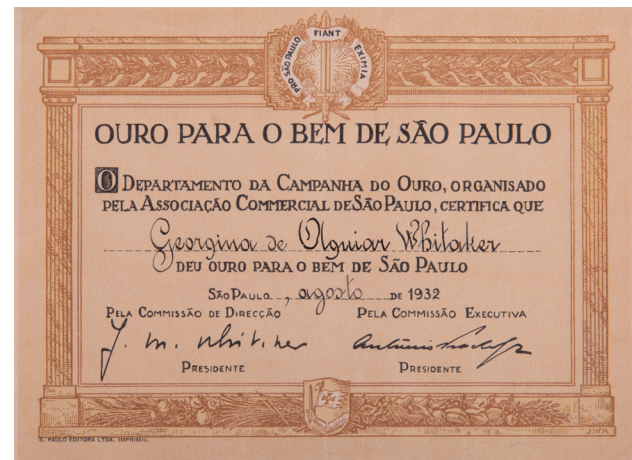 PRO SÃO PAULO FIANT EXIMIA
OURO PARA O BEM DE SÃO PAULO
O DEPARTAMENTO DA CAMPANHA DO OURO, ORGANISADO
PELA ASSOCIAÇÃO COMMERCIAL DE SÃO PAULO, CERTIFICA QUE
Georgina de Aguiar Whitaker
DEU OURO PARA O BEM DE SÃO PAULO
SÃO PAULO, agosto DE 1932
PELA COMMISSÃO DE DIRECÇÃO PELA COMMISSÃO EXECUTIVA
J. M. Whitaker
PRESIDENTE PRESIDENTE
J.W.R.
S. PAULO EDITORA LTDA. IMPRIMIU.